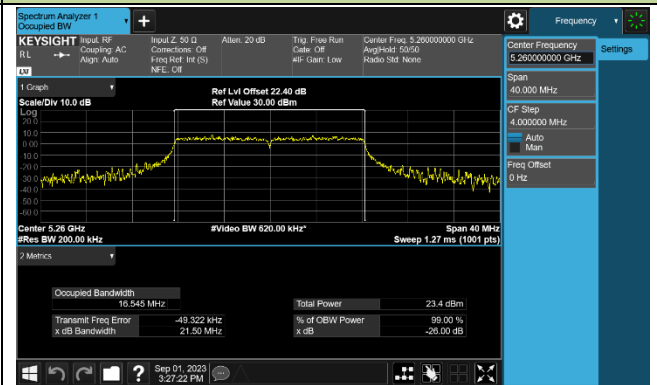 Spectrum Analyzer 1
Occupied BW
+
Frequency
KEYSIGHT
RL
LXI
Input: RF
Coupling: AC
Align: Auto
Input Z: 50 Ω
Corrections: Off
Freq Ref: Int (S)
NFE: Off
Atten: 20 dB
Trig: Free Run
Gate: Off
#IF Gain: Low
Center Freq: 5.260000000 GHz
Avg|Hold: 50/50
Radio Std: None
Center Frequency
5.260000000 GHz
Settings
Span
40.000 MHz
CF Step
4.000000 MHz
Auto
Man
Freq Offset
0 Hz
1 Graph
Scale/Div 10.0 dB
Ref Lvl Offset 22.40 dB
Ref Value 30.00 dBm
Log
20.0
10.0
0.00
-10.0
-20.0
-30.0
-40.0
-50.0
-60.0
Center 5.26 GHz
#Video BW 620.00 kHz*
Span 40 MHz
#Res BW 200.00 kHz
Sweep 1.27 ms (1001 pts)
2 Metrics
Occupied Bandwidth
16.545 MHz
Total Power
23.4 dBm
Transmit Freq Error
-49.322 kHz
% of OBW Power
99.00 %
x dB Bandwidth
21.50 MHz
x dB
-26.00 dB
?
Sep 01, 2023
3:27:22 PM